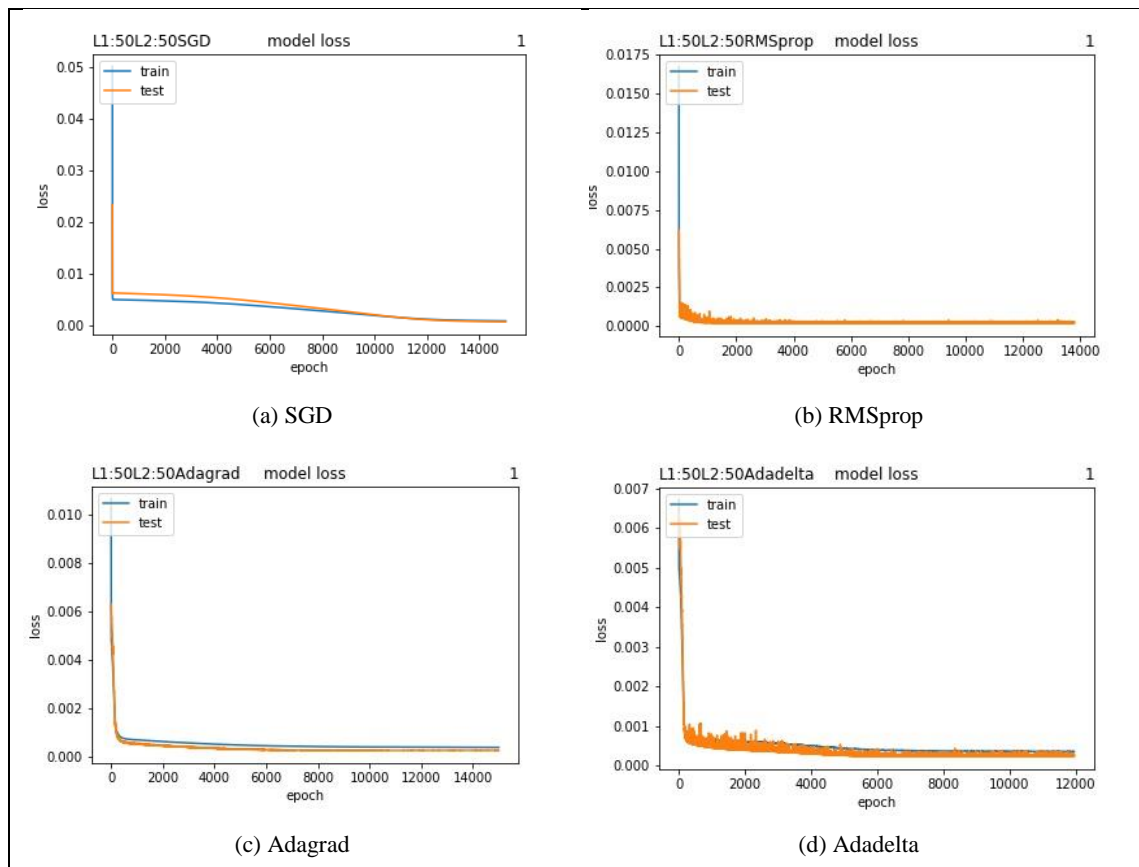 L1:50L2:50SGD model loss 1
train
test
0.05
0.04
0.03
0.02
0.01
0.00
loss
0 2000 4000 6000 8000 10000 12000 14000
epoch
(a) SGD
L1:50L2:50RMSprop model loss 1
train
test
0.0175
0.0150
0.0125
0.0100
0.0075
0.0050
0.0025
0.0000
loss
0 2000 4000 6000 8000 10000 12000 14000
epoch
(b) RMSprop
L1:50L2:50Adagrad model loss 1
train
test
0.010
0.008
0.006
0.004
0.002
0.000
loss
0 2000 4000 6000 8000 10000 12000 14000
epoch
(c) Adagrad
L1:50L2:50Adadelta model loss 1
train
test
0.007
0.006
0.005
0.004
0.003
0.002
0.001
0.000
loss
0 2000 4000 6000 8000 10000 12000
epoch
(d) Adadelta